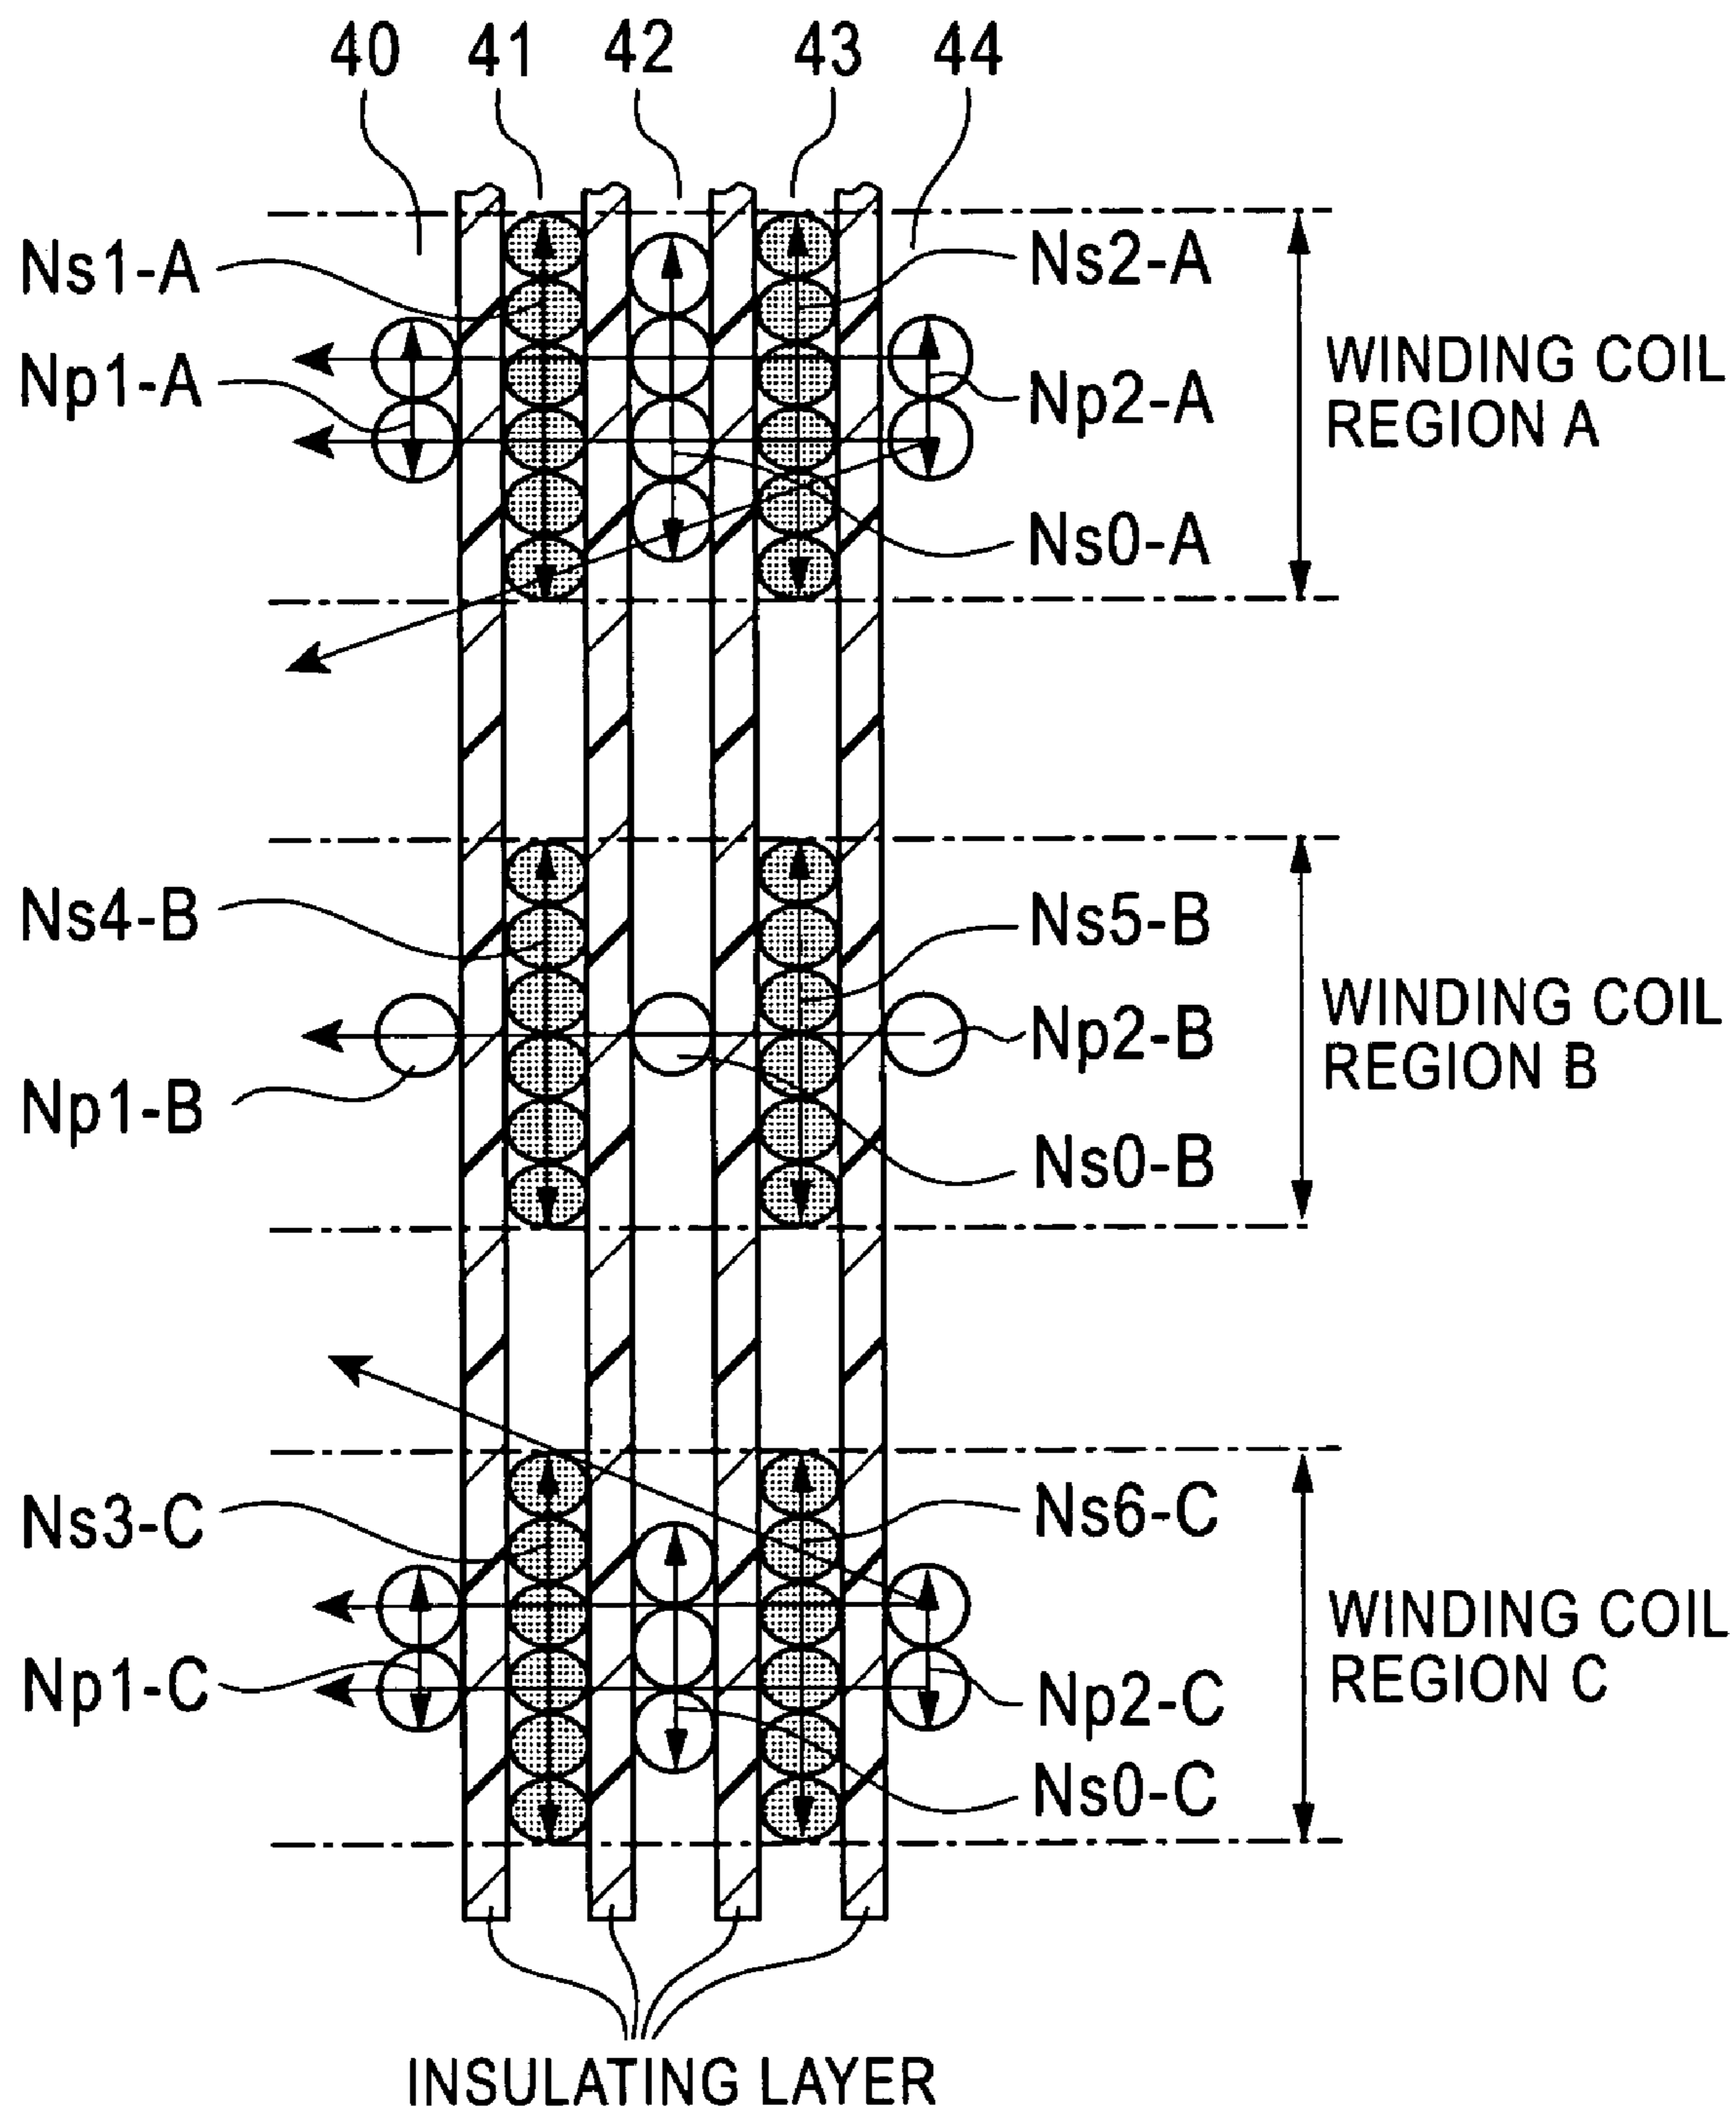 40 41 42 43 44
Ns1-A
Np1-A
Ns2-A
Np2-A
Ns0-A
WINDING COIL
REGION A
Ns4-B
Np1-B
Ns5-B
Np2-B
Ns0-B
WINDING COIL
REGION B
Ns3-C
Np1-C
Ns6-C
Np2-C
Ns0-C
WINDING COIL
REGION C
INSULATING LAYER